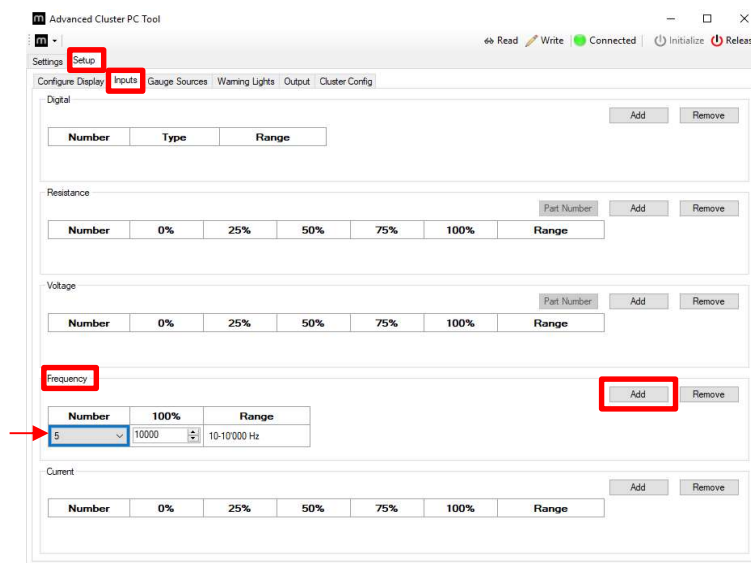 m Advanced Cluster PC Tool
m Read Write Connected Initialize Releas
Settings Setup
Configure Display Inputs Gauge Sources Warning Lights Output Cluster Config
Digital
Add Remove
Number Type Range
Resistance
Part Number Add Remove
Number 0% 25% 50% 75% 100% Range
Voltage
Part Number Add Remove
Number 0% 25% 50% 75% 100% Range
Frequency
Add Remove
Number 100% Range
5 10000 10-10'000 Hz
Current
Add Remove
Number 0% 25% 50% 75% 100% Range